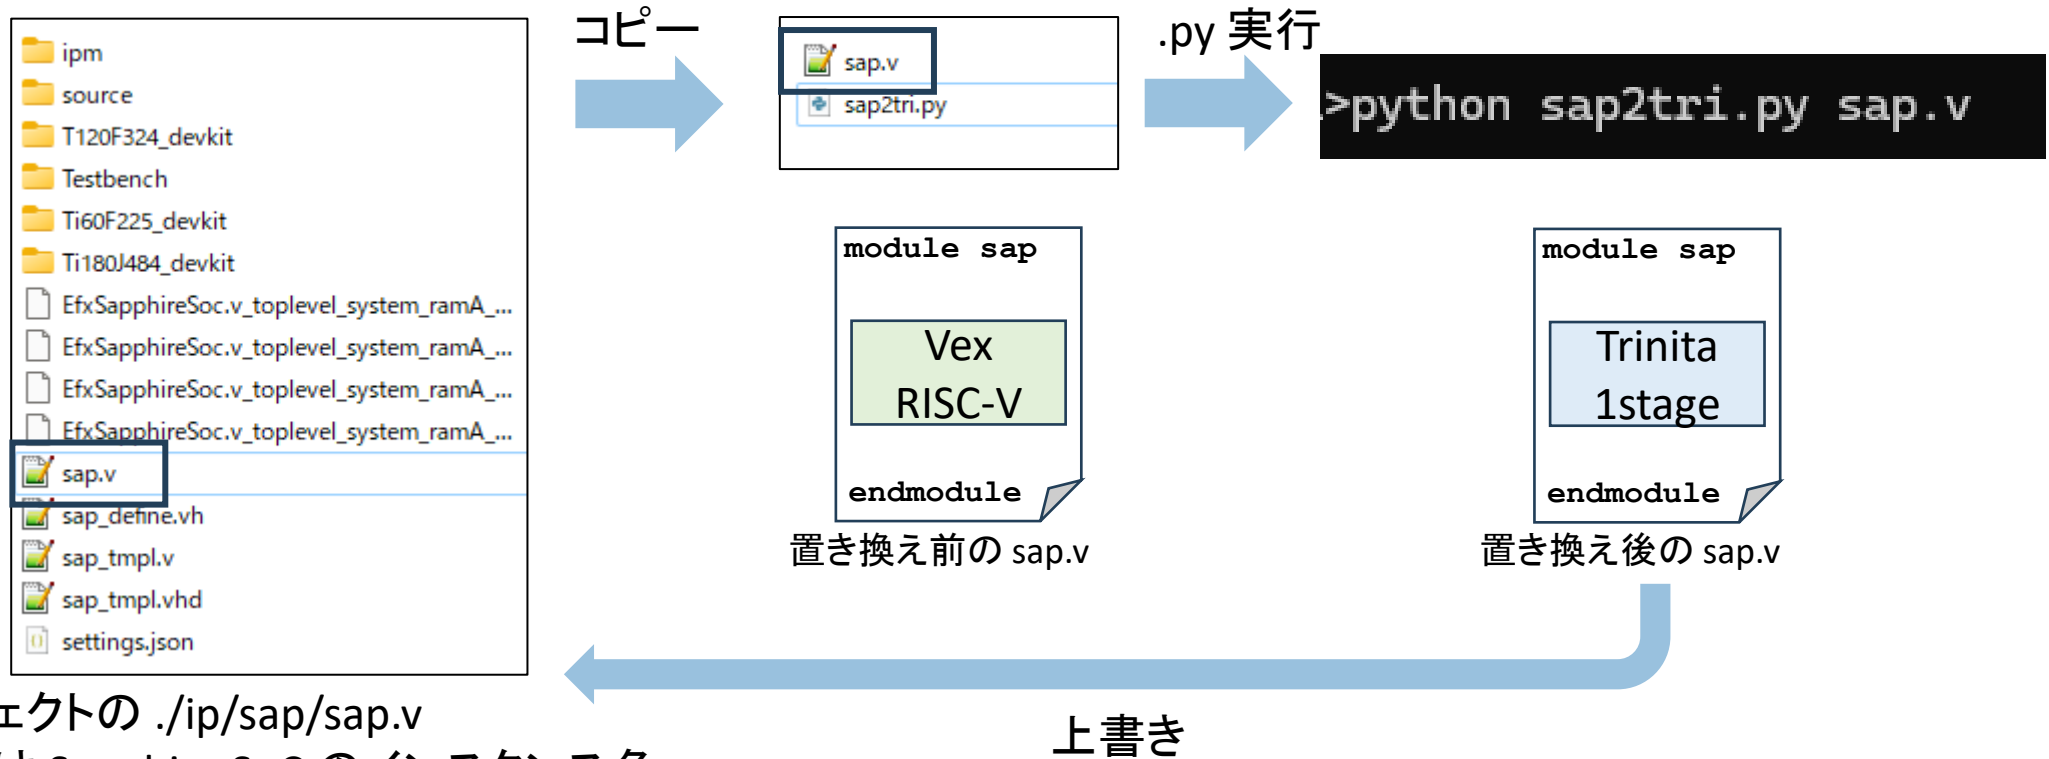 ipm
source
T120F324_devkit
Testbench
Ti60F225_devkit
Ti180J484_devkit
EfxSapphireSoc.v_toplevel_system_ramA_...
EfxSapphireSoc.v_toplevel_system_ramA_...
EfxSapphireSoc.v_toplevel_system_ramA_...
EfxSapphireSoc.v_toplevel_system_ramA_...
sap.v
sap_define.vh
sap_tmpl.v
sap_tmpl.vhd
settings.json
ェクトの ./ip/sap/sap.v
コピー
sap.v
sap2tri.py
.py 実行
>python sap2tri.py sap.v
module sap
Vex
RISC-V
endmodule
置き換え前の sap.v
module sap
Trinita
1stage
endmodule
置き換え後の sap.v
上書き